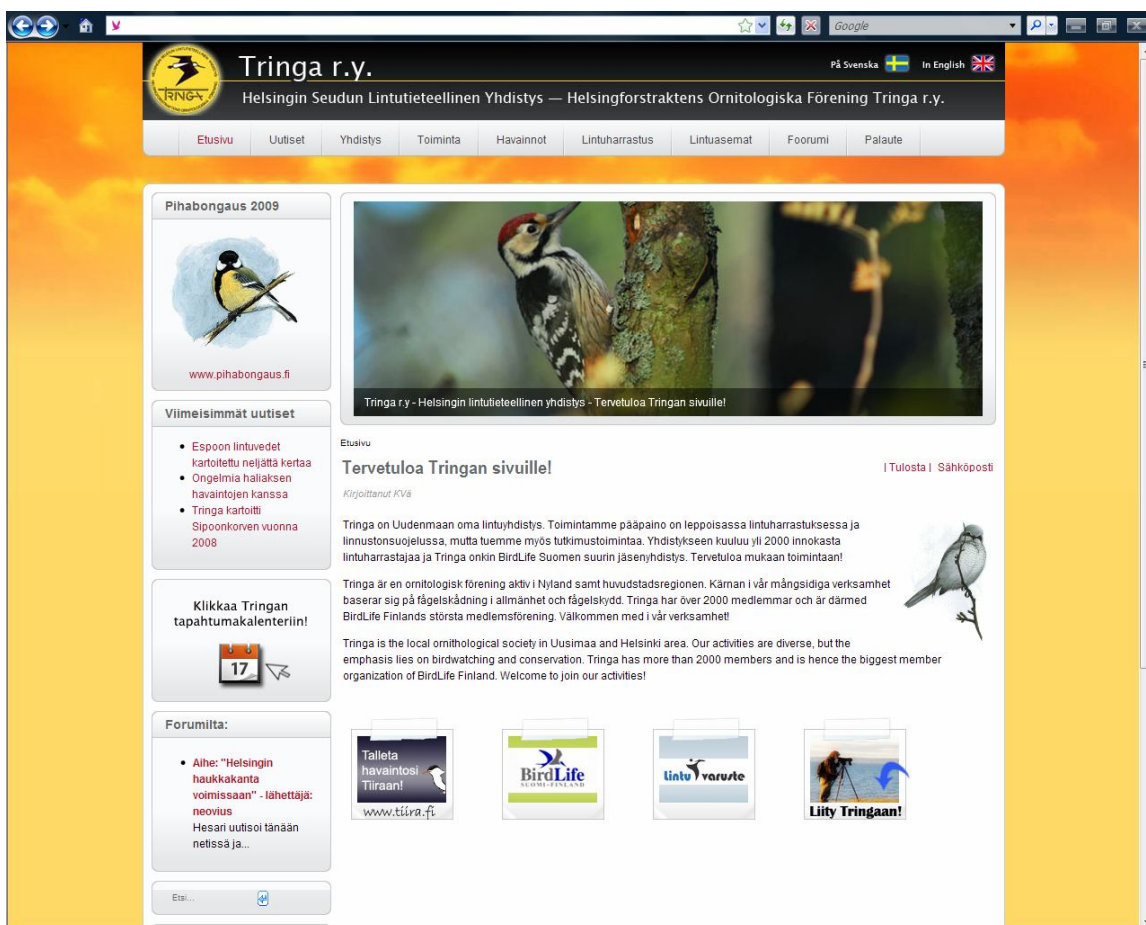 Google
TRINGA
Tringa r.y.
På Svenska
In English
Helsingin Seudun Lintutieteellinen Yhdistys — Helsingforstraktens Ornitologiska Förening Tringa r.y.
Etusivu Uutiset Yhdistys Toiminta Havainnot Lintuharrastus Lintuasemat Foorumi Palaute
Pihabongaus 2009
www.pihabongaus.fi
Viimeisimmät uutiset
Espoon lintuvedet
kartoitettu neljättä kertaa
Ongelmia haliaksen
havaintojen kanssa
Tringa kartoitti
Sipoonkorven vuonna
2008
Klikkaa Tringan
tapahtumakalenteriin!
17
Forumilta:
Aihe: "Helsingin
haukkakanta
voimissaan" - lähettäjä:
neovius
Hesari uutisoi tänään
netissä ja...
Etsi...
Tringa r.y - Helsingin lintutieteellinen yhdistys - Tervetuloa Tringan sivuille!
Etusivu
Tervetuloa Tringan sivuille!
| Tulosta | Sähköposti
Kirjoittanut KVä
Tringa on Uudenmaan oma lintuyhdistys. Toimintamme pääpaino on leppoisassa lintuharrastuksessa ja
linnustonsuojelussa, mutta tuemme myös tutkimustoimintaa. Yhdistykseen kuuluu yli 2000 innokasta
lintuharrastajaa ja Tringa onkin BirdLife Suomen suurin jäsenyhdistys. Tervetuloa mukaan toimintaan!
Tringa är en ornitologisk förening aktiv i Nyland samt huvudstadsregionen. Kärnan i vår mångsidiga verksamhet
baserar sig på fågelskådning i allmänhet och fågelskydd. Tringa har över 2000 medlemmar och är därmed
BirdLife Finlands största medlemsförening. Välkommen med i vår verksamhet!
Tringa is the local ornithological society in Uusimaa and Helsinki area. Our activities are diverse, but the
emphasis lies on birdwatching and conservation. Tringa has more than 2000 members and is hence the biggest member
organization of BirdLife Finland. Welcome to join our activities!
Talleta
havaintosi
Tiiraan!
www.tiira.fi
BirdLife
SUOMI-FINLAND
Lintuvaruste
Liity Tringaan!